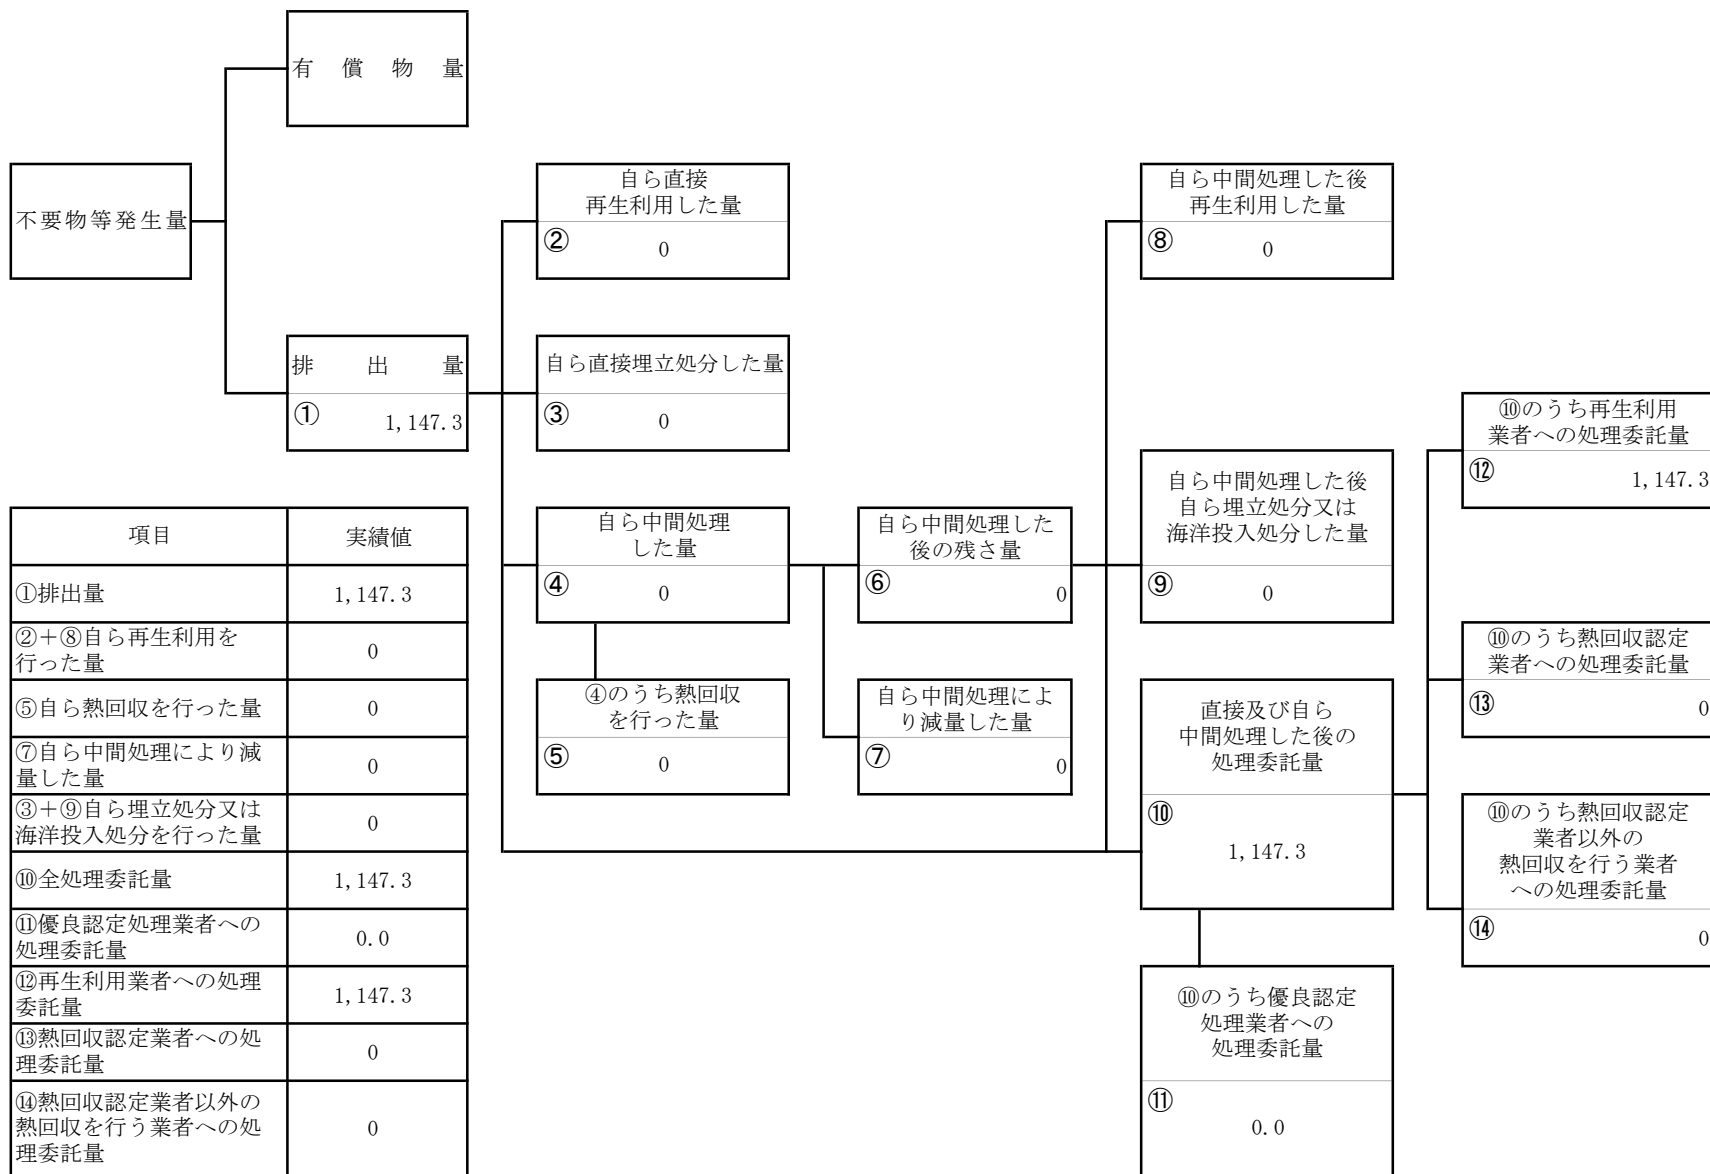 有償物量
不要物等発生量
排出量
①
1,147.3
自ら直接
再生利用した量
②
0
自ら直接埋立処分した量
③
0
自ら中間処理
した量
④
0
④のうち熱回収
を行った量
⑤
0
自ら中間処理した
後の残さ量
⑥
0
自ら中間処理によ
り減量した量
⑦
0
自ら中間処理した後
再生利用した量
⑧
0
自ら中間処理した後
自ら埋立処分又は
海洋投入処分した量
⑨
0
直接及び自ら
中間処理した後の
処理委託量
⑩
1,147.3
⑩のうち優良認定
処理業者への
処理委託量
⑪
0.0
⑩のうち再生利用
業者への処理委託量
⑫
1,147.3
⑩のうち熱回収認定
業者への処理委託量
⑬
0
⑩のうち熱回収認定
業者以外の
熱回収を行う業者
への処理委託量
⑭
0
項目
実績値
①排出量
1,147.3
②+⑧自ら再生利用を
行った量
0
⑤自ら熱回収を行った量
0
⑦自ら中間処理により減
量した量
0
③+⑨自ら埋立処分又は
海洋投入処分を行った量
0
⑩全処理委託量
1,147.3
⑪優良認定処理業者への
処理委託量
0.0
⑫再生利用業者への処理
委託量
1,147.3
⑬熱回収認定業者への処
理委託量
0
⑭熱回収認定業者以外の
熱回収を行う業者への処
理委託量
0